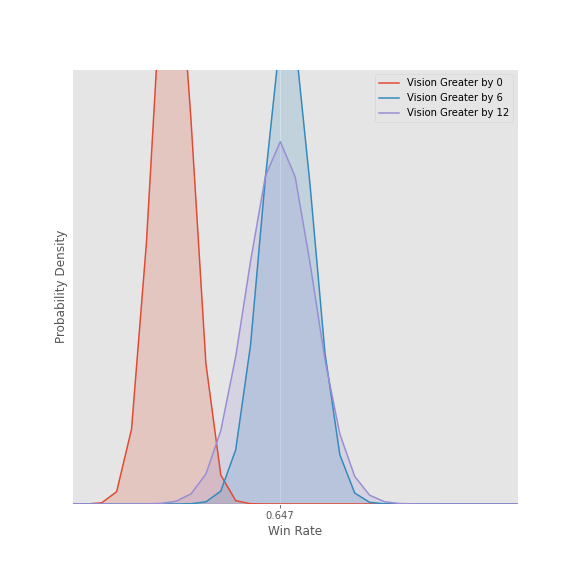 Vision Greater by 0
Vision Greater by 6
Vision Greater by 12
Probability Density
0.647
Win Rate